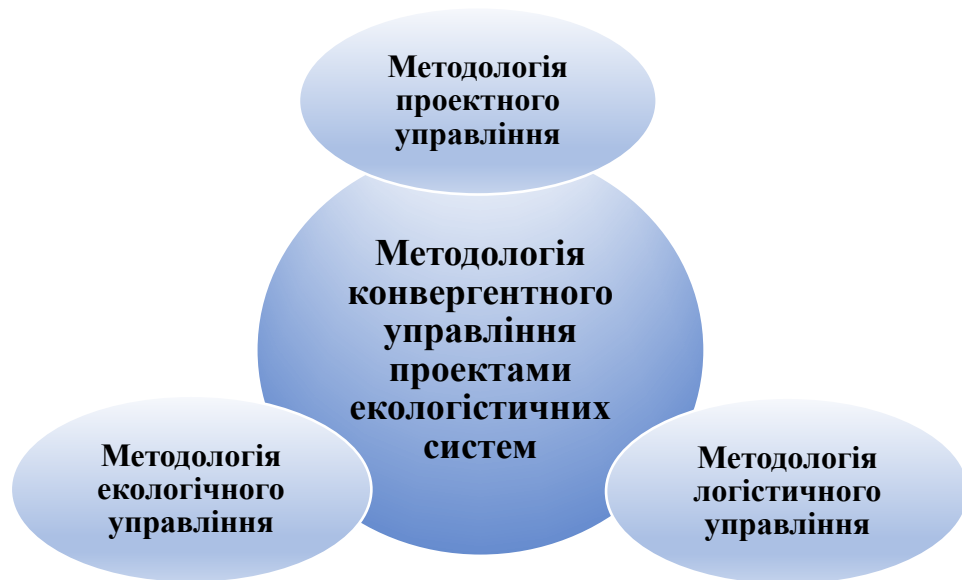 Методологія
проектного
управління
Методологія
конвергентного
управління
проектами
екологістичних
систем
Методологія
екологічного
управління
Методологія
логістичного
управління